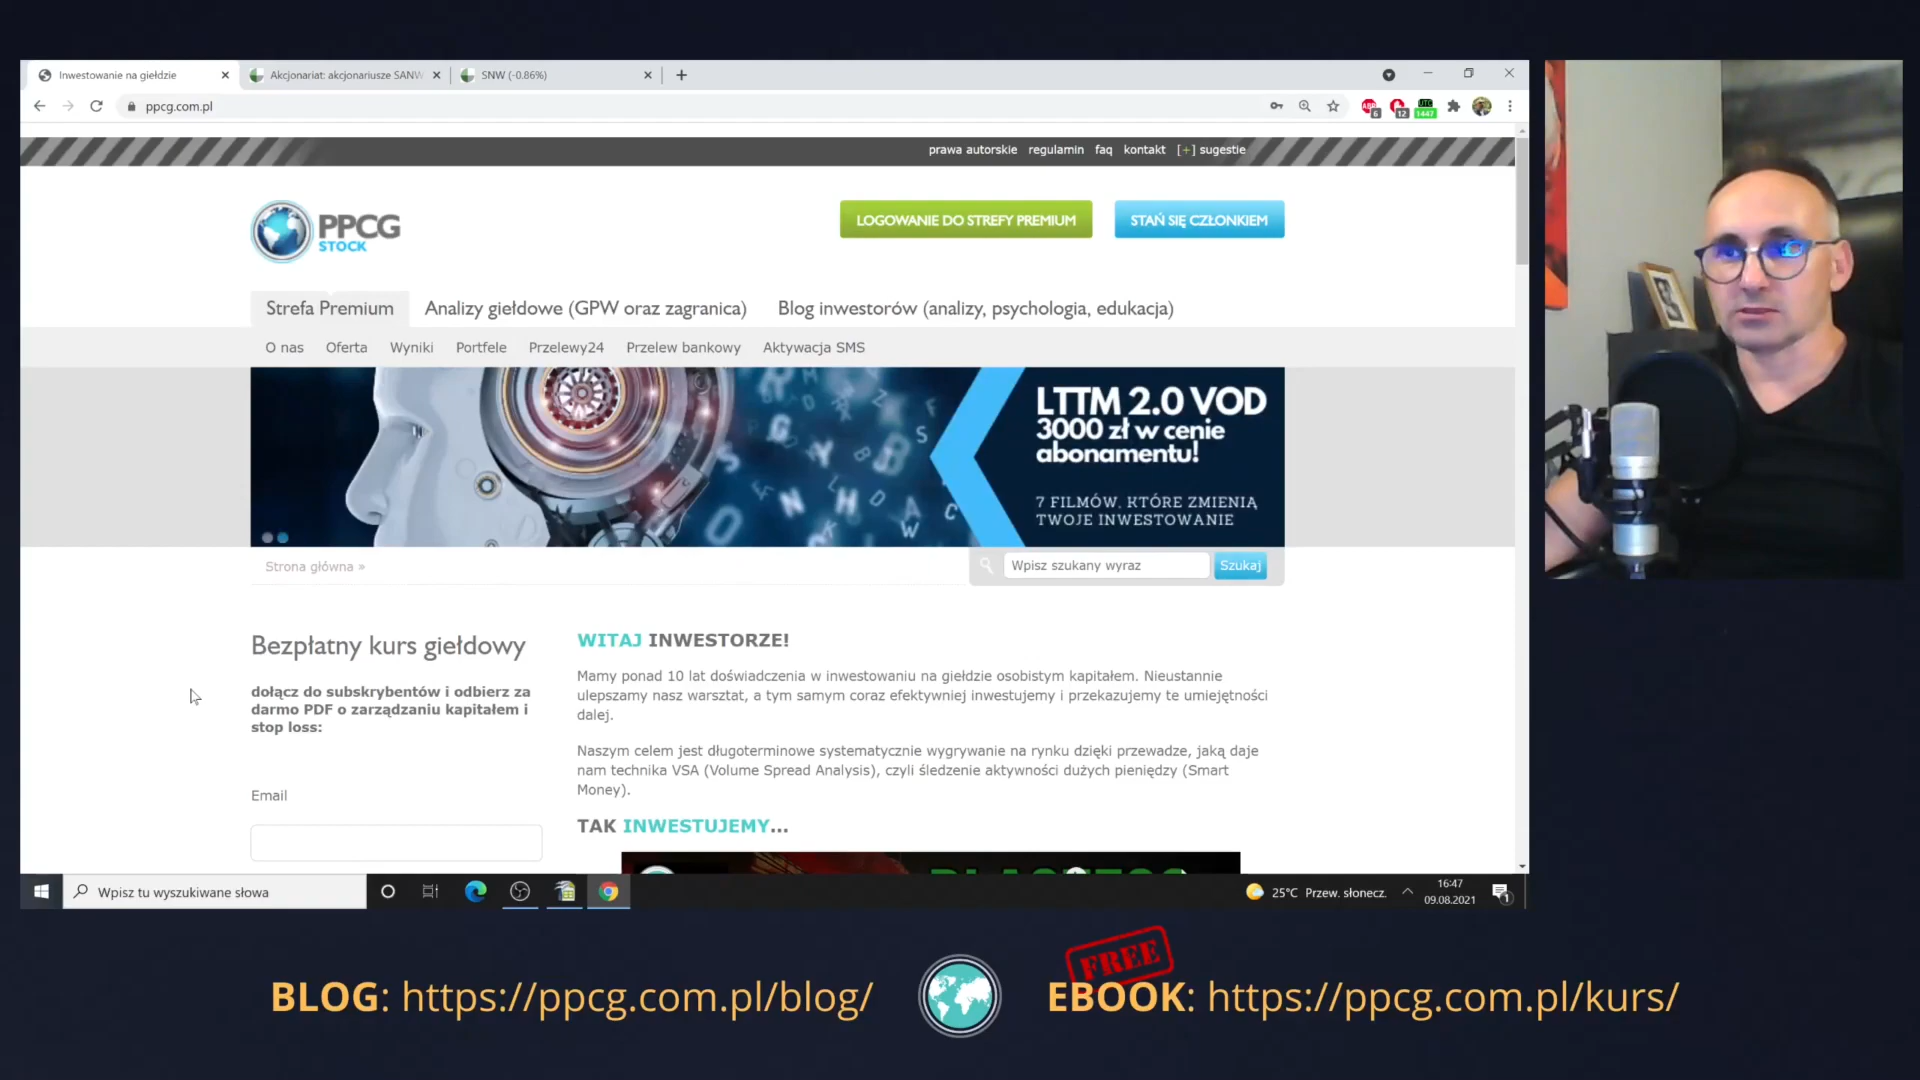 Inwestowanie na giełdzie
Akcjonariat: akcjonariusze SANW
SNW (-0.86%)
ppcg.com.pl
ABP
6
12
UTC
1447
prawa autorskie regulamin faq kontakt [+] sugestie
PPCG
STOCK
LOGOWANIE DO STREFY PREMIUM
STAŃ SIĘ CZŁONKIEM
Strefa Premium
Analizy giełdowe (GPW oraz zagranica)
Blog inwestorów (analizy, psychologia, edukacja)
O nas Oferta Wyniki Portfele Przelewy24 Przelew bankowy Aktywacja SMS
LTTM 2.0 VOD
3000 zł w cenie
abonamentu!
7 FILMÓW, KTÓRE ZMIENIĄ
TWOJE INWESTOWANIE
Strona główna »
Wpisz szukany wyraz
Szukaj
Bezpłatny kurs giełdowy
dołącz do subskrybentów i odbierz za
darmo PDF o zarządzaniu kapitałem i
stop loss:
Email
WITAJ INWESTORZE!
Mamy ponad 10 lat doświadczenia w inwestowaniu na giełdzie osobistym kapitałem. Nieustannie
ulepszamy nasz warsztat, a tym samym coraz efektywniej inwestujemy i przekazujemy te umiejętności
dalej.
Naszym celem jest długoterminowe systematycznie wygrywanie na rynku dzięki przewadze, jaką daje
nam technika VSA (Volume Spread Analysis), czyli śledzenie aktywności dużych pieniędzy (Smart
Money).
TAK INWESTUJEMY...
Wpisz tu wyszukiwane słowa
25°C Przew. słonecz.
16:47
09.08.2021
1
FREE
BLOG: https://ppcg.com.pl/blog/
EBOOK: https://ppcg.com.pl/kurs/